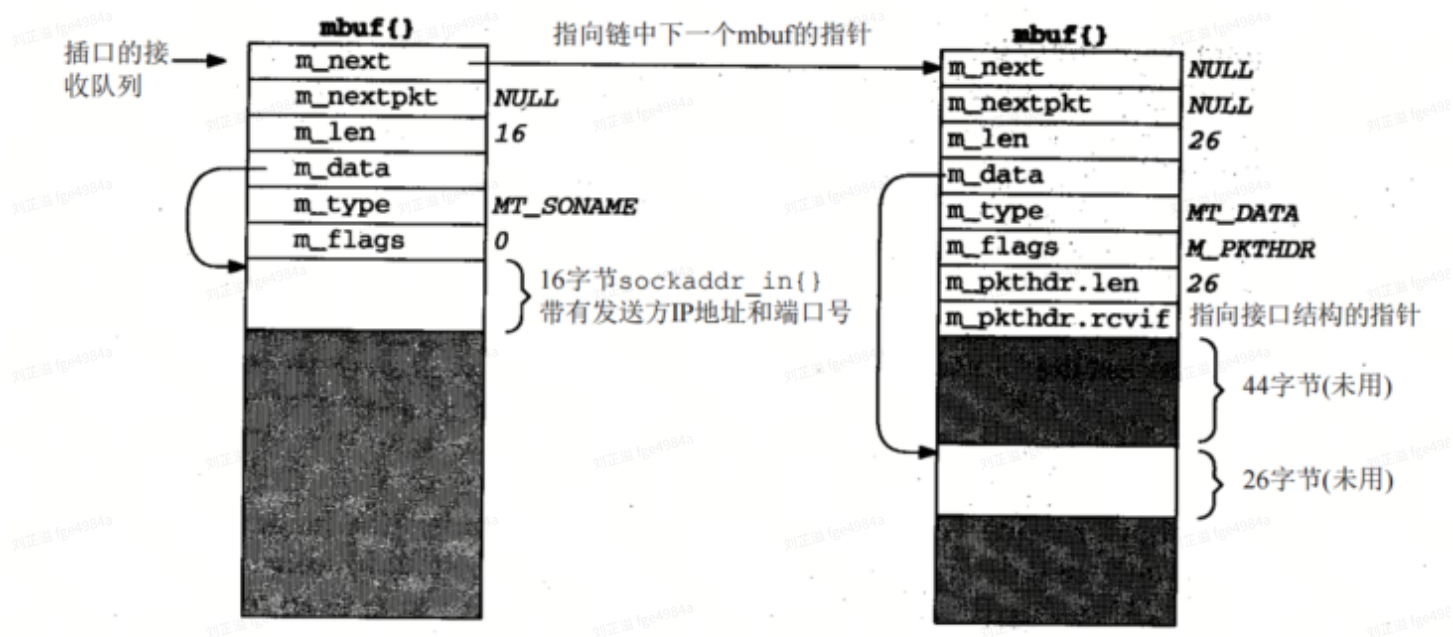 mbuf{}
指向链中下一个mbuf的指针
mbuf{}
插口的接
收队列
m_next
m_nextpkt NULL
m_len 16
m_data
m_type MT_SONAME
m_flags 0
16字节sockaddr_in{}
带有发送方IP地址和端口号
m_next NULL
m_nextpkt NULL
m_len 26
m_data
m_type MT_DATA
m_flags M_PKTHDR
m_pkthdr.len 26
m_pkthdr.rcvif 指向接口结构的指针
44字节(未用)
26字节(未用)
刘正滋 fge4984a